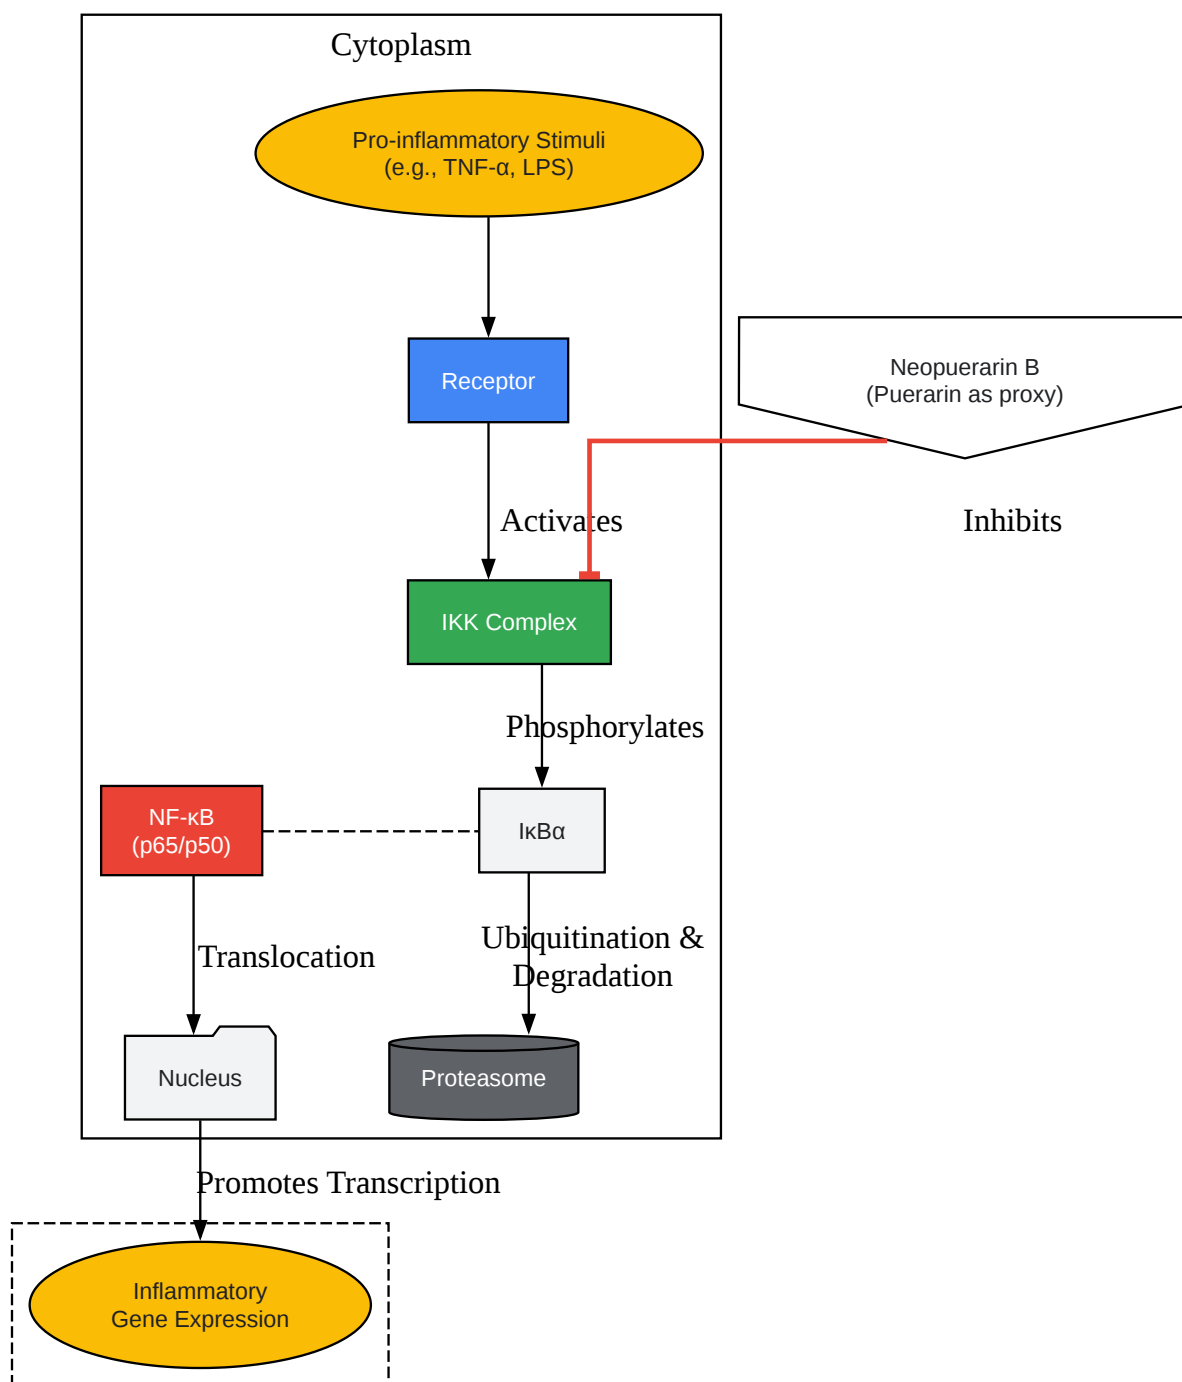 Cytoplasm
Pro-inflammatory Stimuli
(e.g., TNF-α, LPS)
Receptor
Neopuerarin B
(Puerarin as proxy)
Activates
Inhibits
IKK Complex
Phosphorylates
NF-κB
(p65/p50)
IκBα
Translocation
Ubiquitination &
Degradation
Nucleus
Proteasome
Promotes Transcription
Inflammatory
Gene Expression